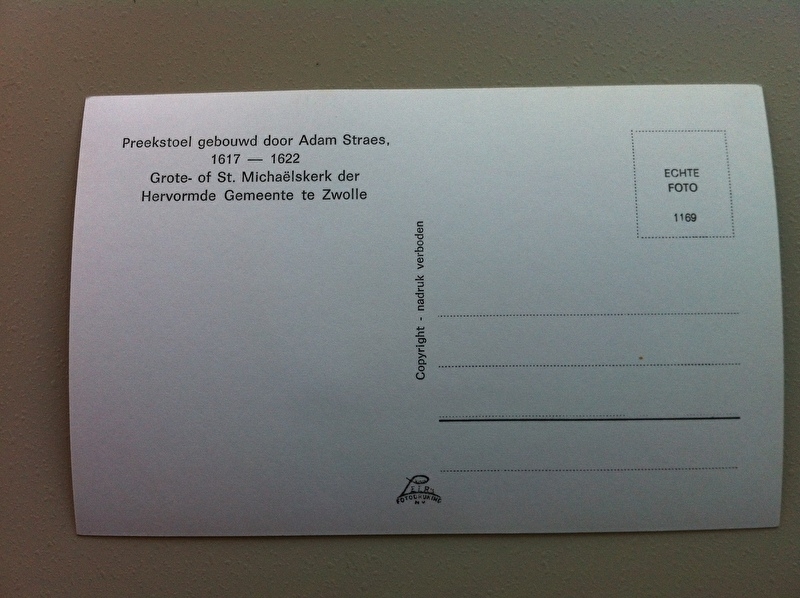 Preekstoel gebouwd door Adam Straes,
1617 — 1622
Grote- of St. Michaëlskerk der
Hervormde Gemeente te Zwolle
ECHTE
FOTO
1169
Copyright - nadruk verboden